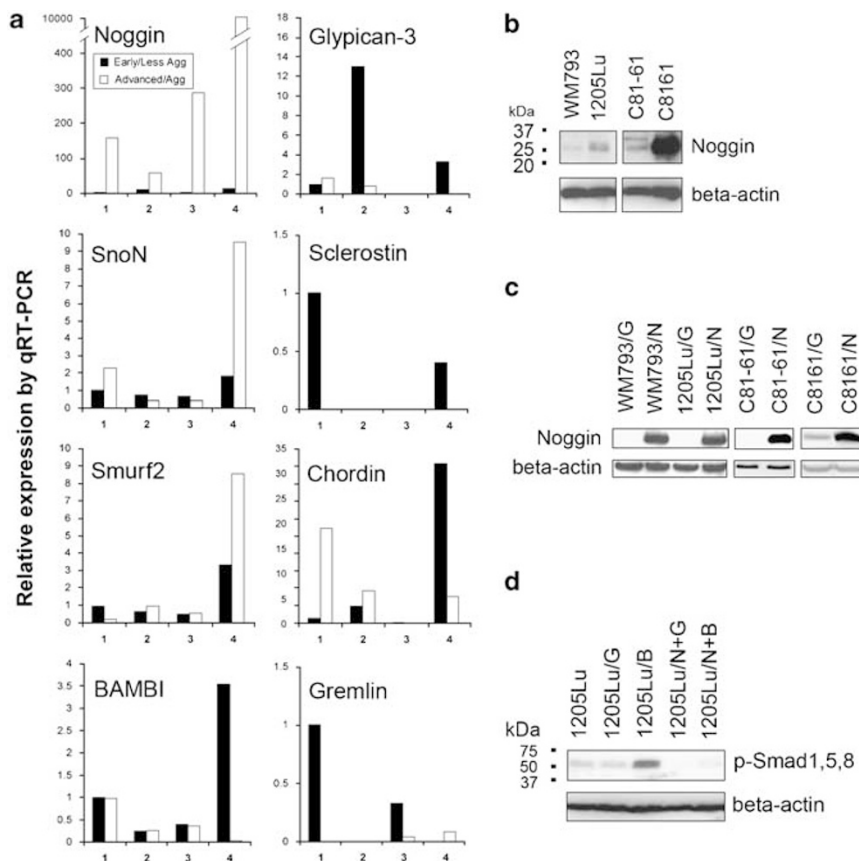 a
Relative expression by qRT-PCR
Noggin
Early/Less Agg
Advanced/Agg
10000
400
300
200
100
0
1 2 3 4
Glypican-3
18
16
14
12
10
8
6
4
2
0
1 2 3 4
SnoN
10
9
8
7
6
5
4
3
2
1
0
1 2 3 4
Sclerostin
1.5
1
0.5
0
1 2 3 4
Smurf2
10
9
8
7
6
5
4
3
2
1
0
1 2 3 4
Chordin
35
30
25
20
15
10
5
0
1 2 3 4
BAMBI
4
3.5
3
2.5
2
1.5
1
0.5
0
1 2 3 4
Gremlin
1.5
1
0.5
0
1 2 3 4
b
WM793
1205Lu
C81-61
C8161
kDa
37
25
20
Noggin
beta-actin
c
WM793/G
WM793/N
1205Lu/G
1205Lu/N
C81-61/G
C81-61/N
C8161/G
C8161/N
Noggin
beta-actin
d
1205Lu
1205Lu/G
1205Lu/B
1205Lu/N+G
1205Lu/N+B
kDa
75
50
37
p-Smad1,5,8
beta-actin